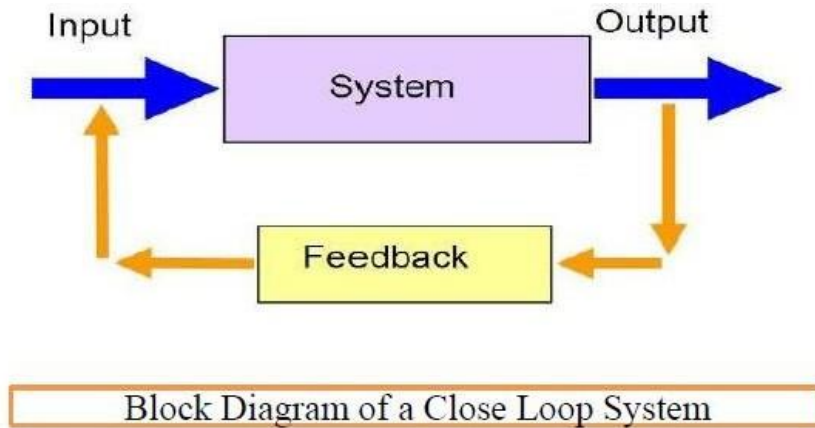 Input
Output
System
Feedback
Block Diagram of a Close Loop System